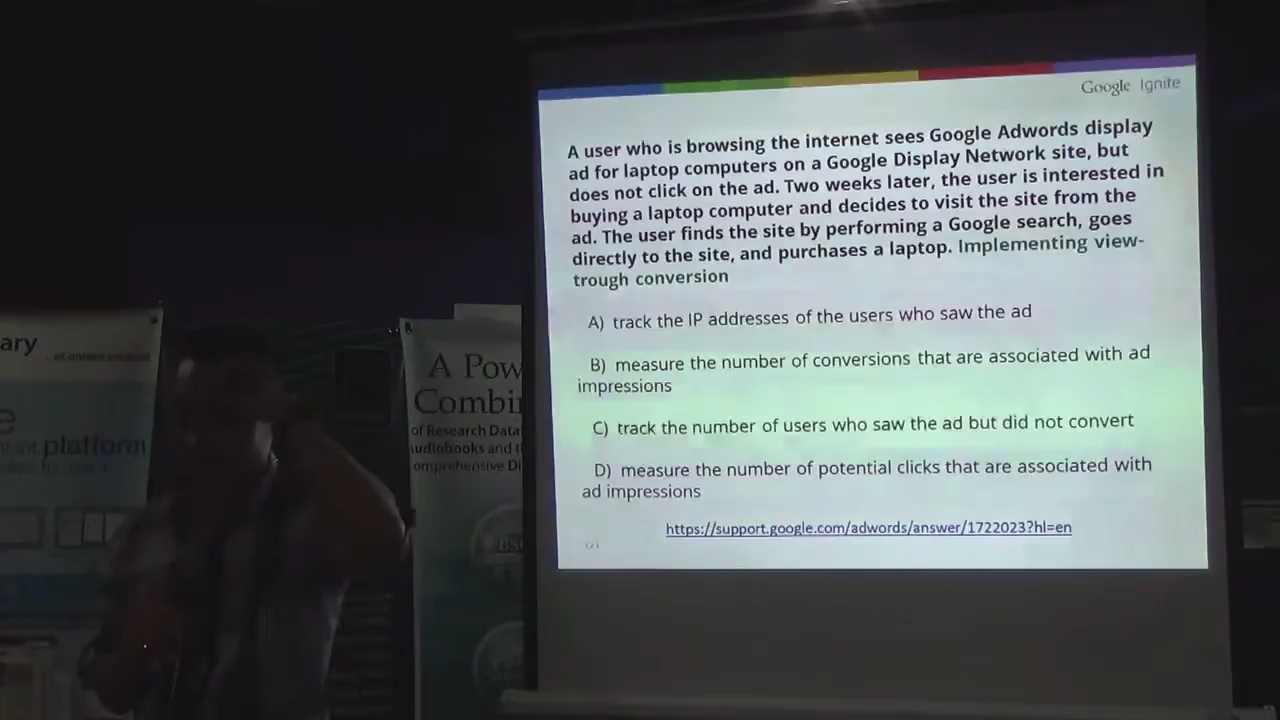 Google Ignite
A user who is browsing the internet sees Google Adwords display
ad for laptop computers on a Google Display Network site, but
does not click on the ad. Two weeks later, the user is interested in
buying a laptop computer and decides to visit the site from the
ad. The user finds the site by performing a Google search, goes
directly to the site, and purchases a laptop. Implementing view-
trough conversion
A) track the IP addresses of the users who saw the ad
B) measure the number of conversions that are associated with ad
impressions
C) track the number of users who saw the ad but did not convert
D) measure the number of potential clicks that are associated with
ad impressions
https://support.google.com/adwords/answer/1722023?hl=en
ary
platform
A Pow
Combi
of Research Data
udiobooks and t
omprehensive Di